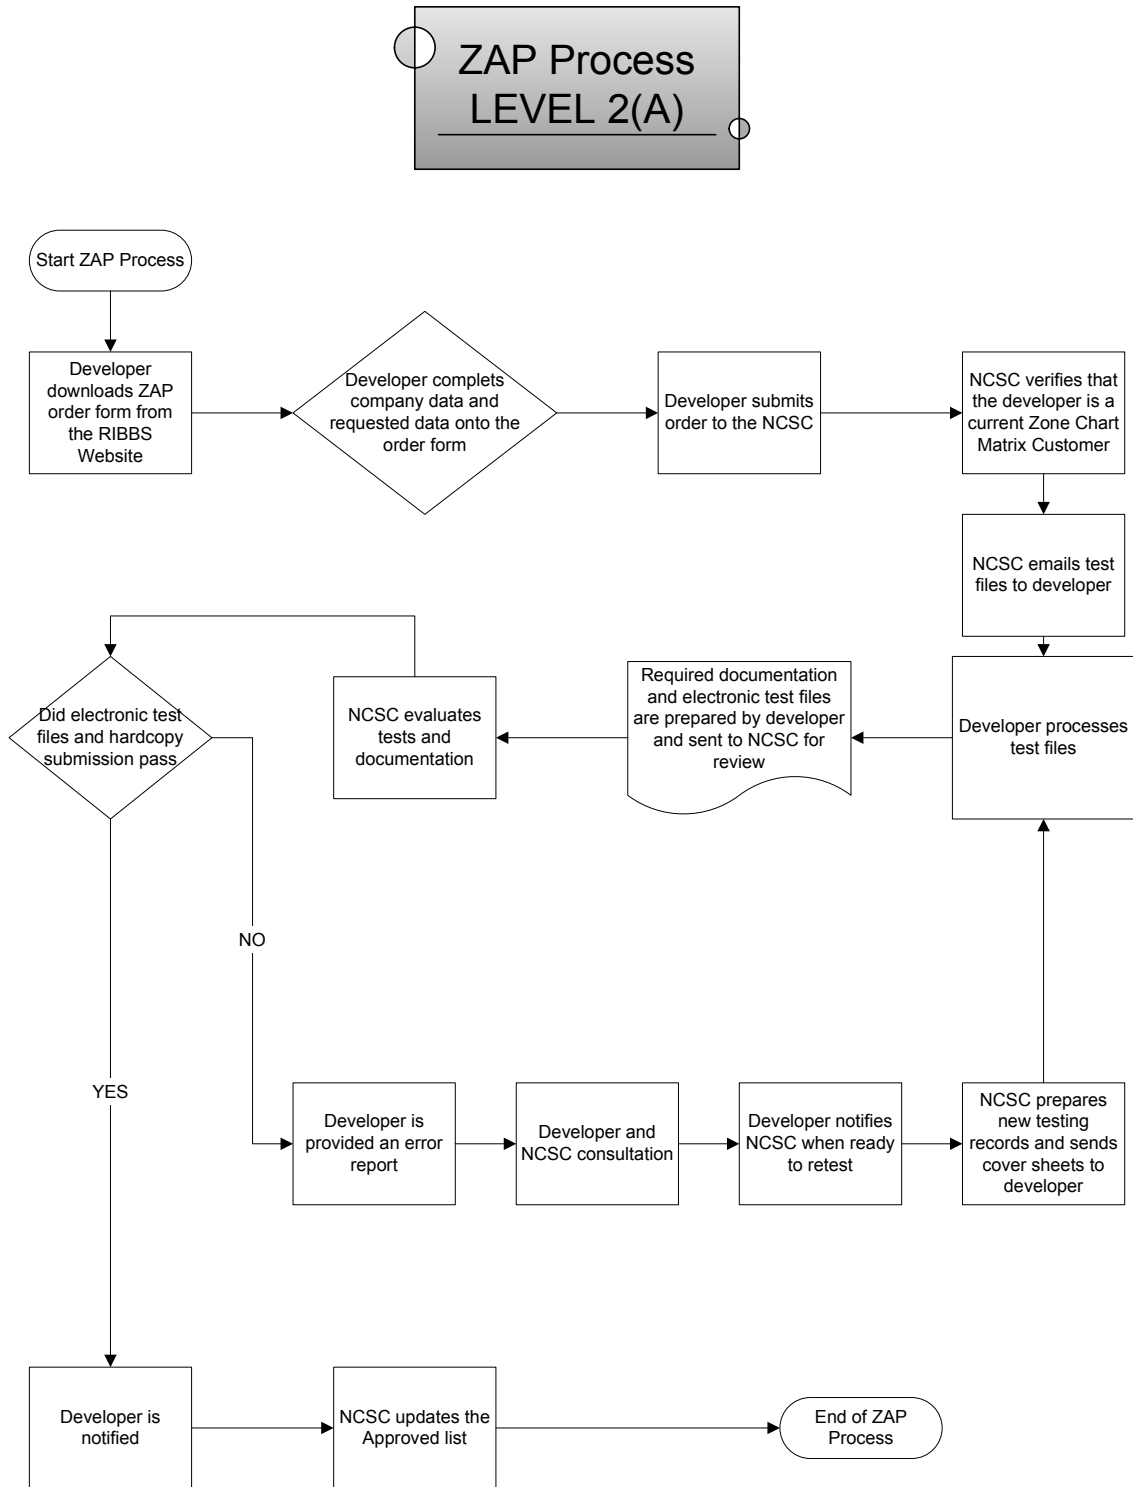 ZAP Process
LEVEL 2(A)
Start ZAP Process
Developer
downloads ZAP
order form from
the RIBBS
Website
Developer complets
company data and
requested data onto the
order form
Developer submits
order to the NCSC
NCSC verifies that
the developer is a
current Zone Chart
Matrix Customer
NCSC emails test
files to developer
Developer processes
test files
Required documentation
and electronic test files
are prepared by developer
and sent to NCSC for
review
NCSC evaluates
tests and
documentation
Did electronic test
files and hardcopy
submission pass
NO
YES
Developer is
provided an error
report
Developer and
NCSC consultation
Developer notifies
NCSC when ready
to retest
NCSC prepares
new testing
records and sends
cover sheets to
developer
Developer is
notified
NCSC updates the
Approved list
End of ZAP
Process